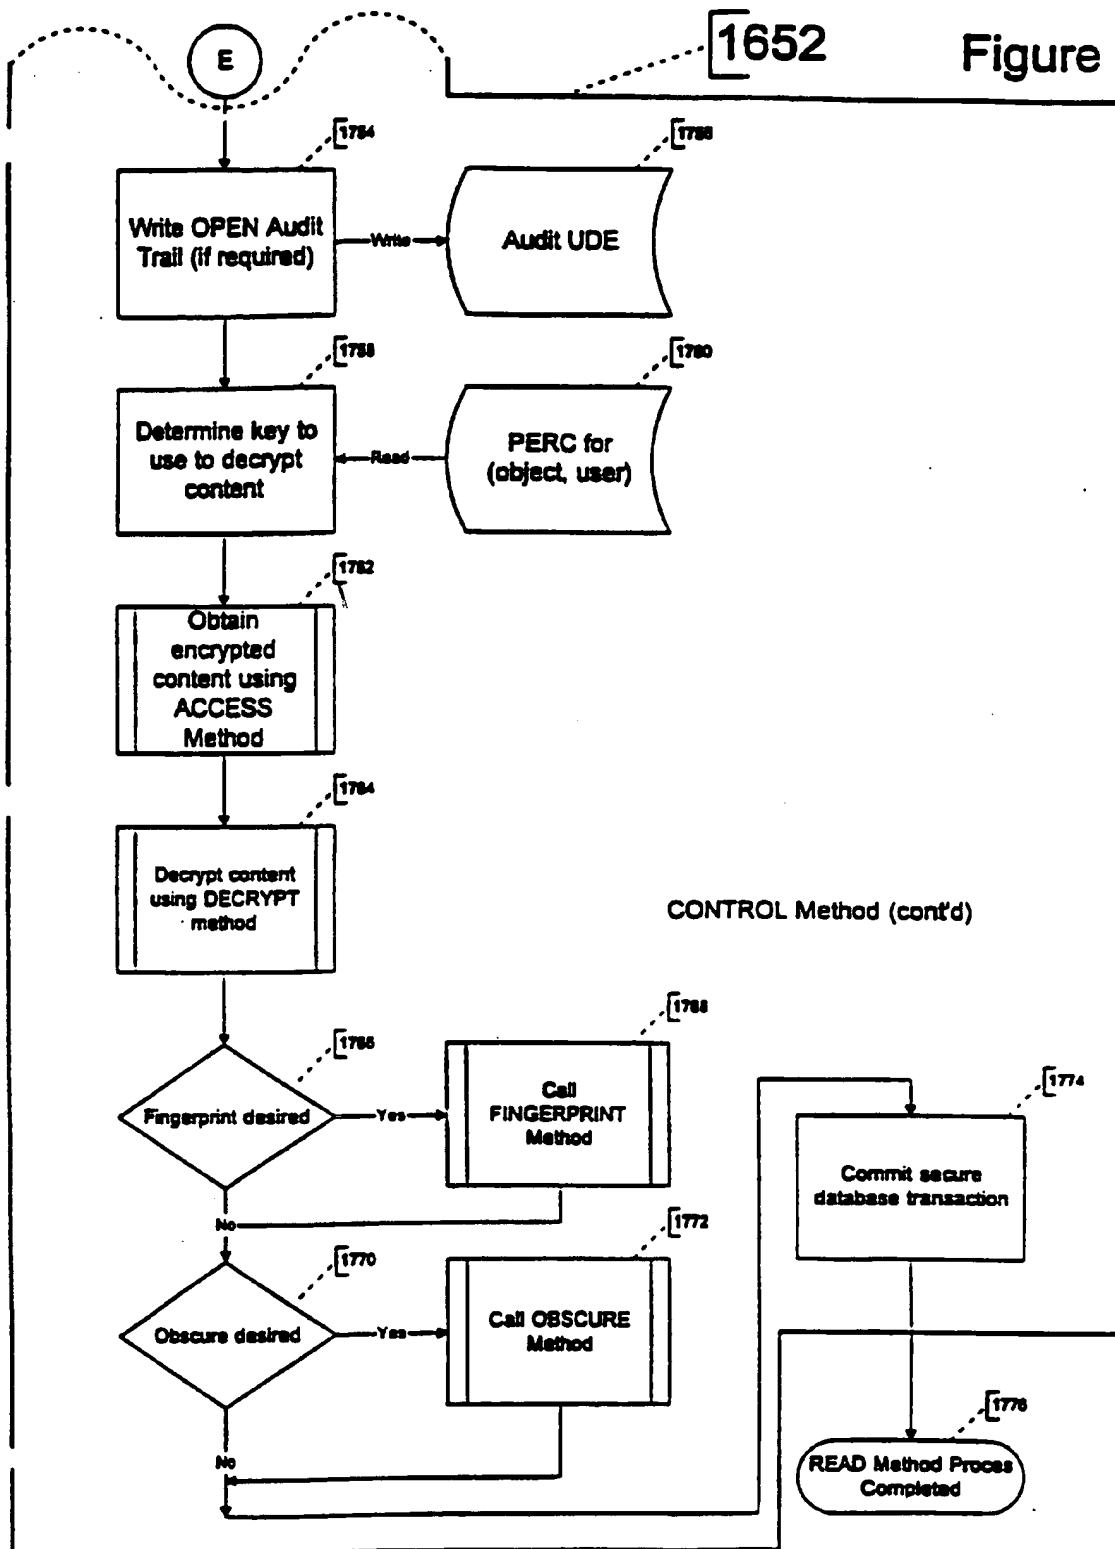 E
1652
Figure
1754
Write OPEN Audit
Trail (if required)
Write
1756
Audit UDE
1758
Determine key to
use to decrypt
content
Read
1760
PERC for
(object, user)
1762
Obtain
encrypted
content using
ACCESS
Method
1764
Decrypt content
using DECRYPT
method
CONTROL Method (cont'd)
1765
Fingerprint desired
Yes
1768
Call
FINGERPRINT
Method
No
1770
Obscure desired
Yes
1772
Call OBSCURE
Method
No
1774
Commit secure
database transaction
1776
READ Method Proces
Completed